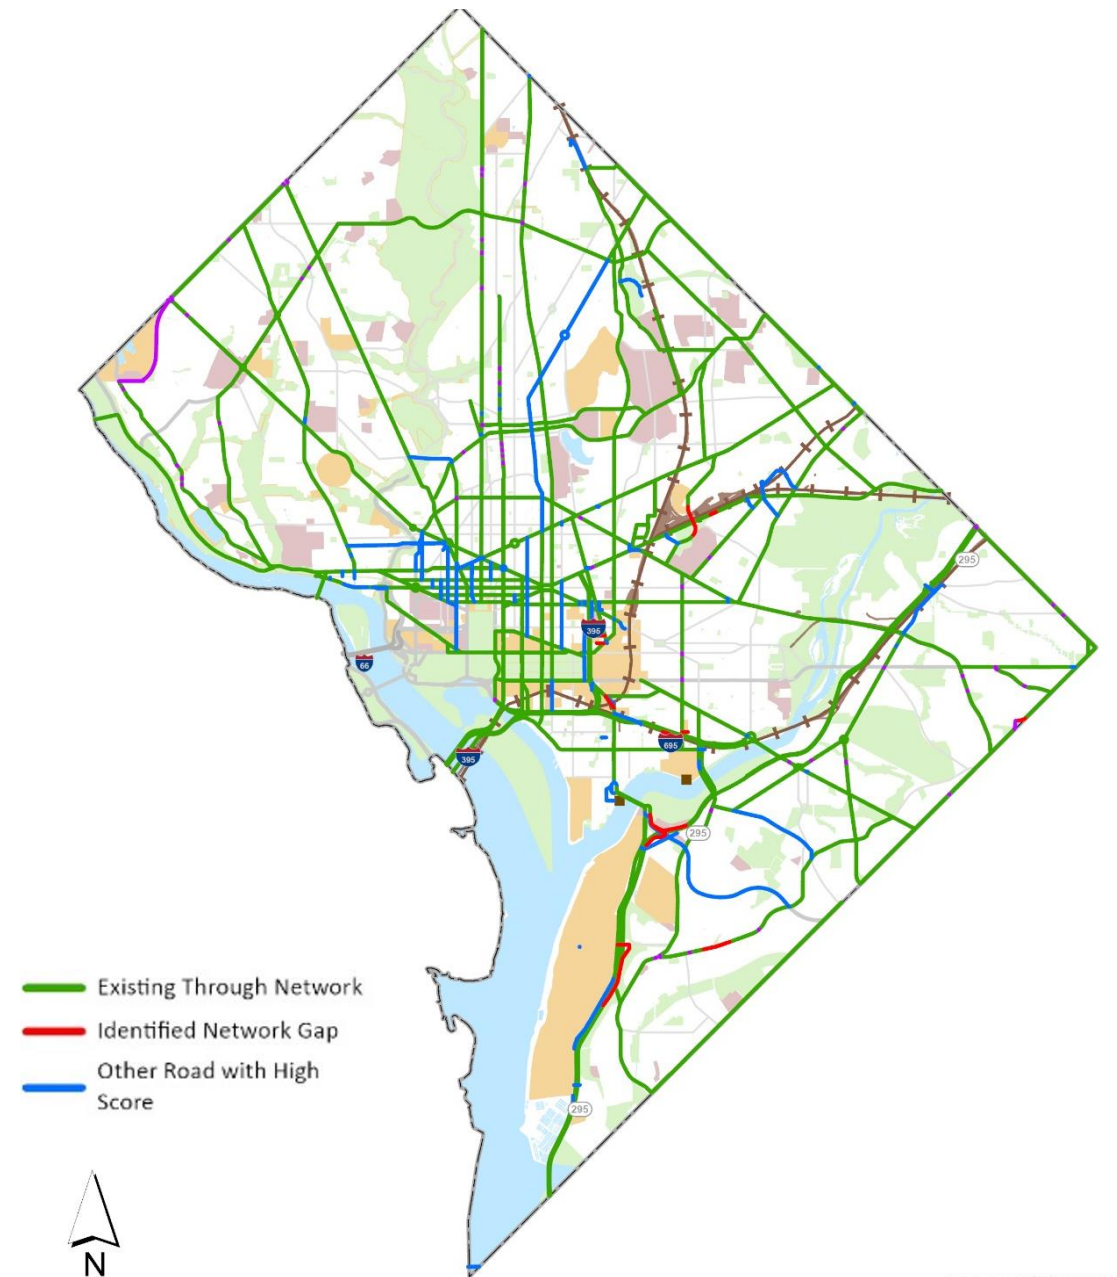 295
395
66
695
395
295
Existing Through Network
Identified Network Gap
Other Road with High
Score
295
N